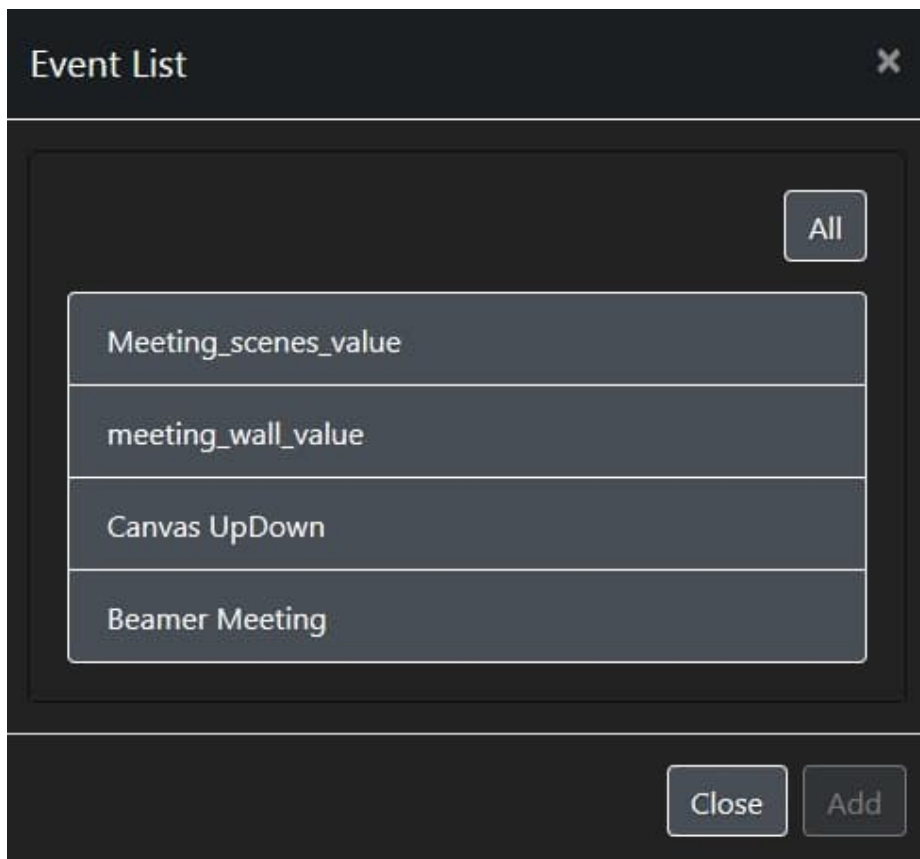 Event List
All
Meeting_scenes_value
meeting_wall_value
Canvas UpDown
Beamer Meeting
Close Add